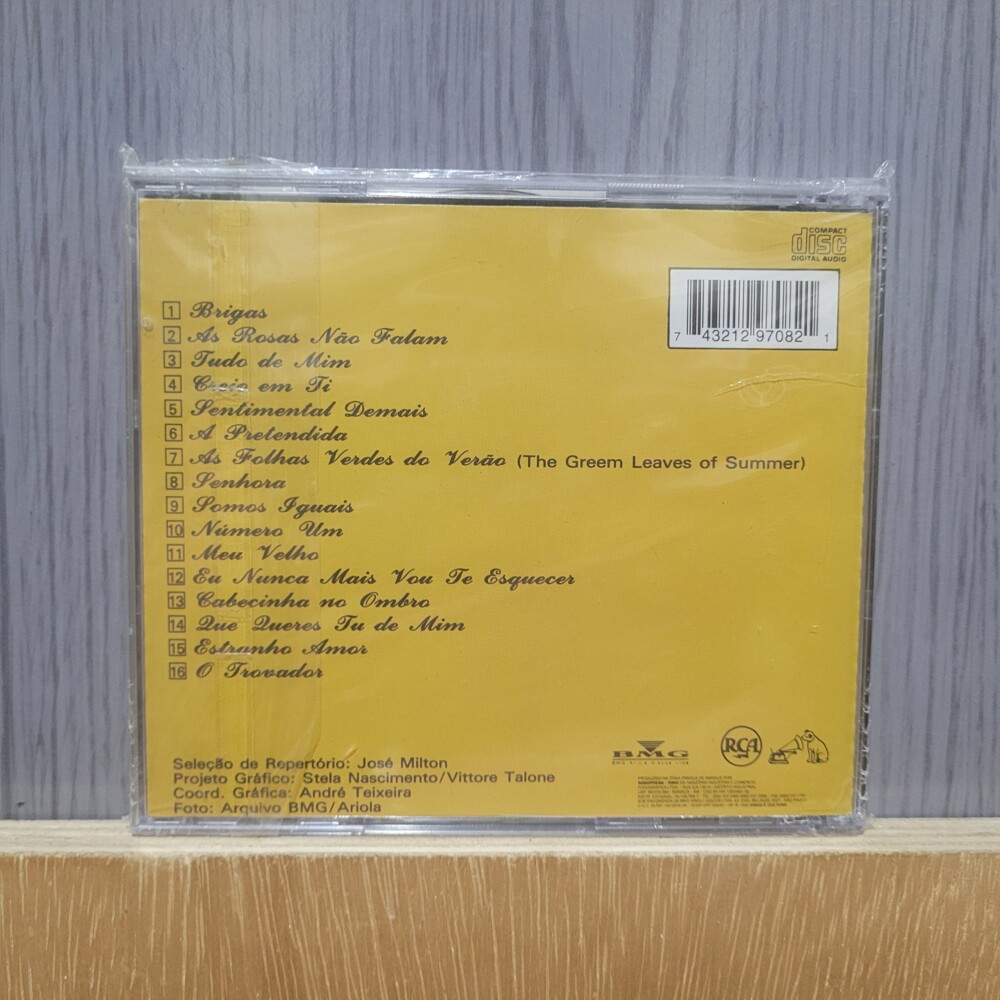 COMPACT
disc
DIGITAL AUDIO
7 43212 97082 1
1 Brigas
2 As Rosas Não Falam
3 Tudo de Mim
4 Creio em Ti
5 Sentimental Demais
6 A Pretendida
7 As Folhas Verdes do Verão (The Greem Leaves of Summer)
8 Senhora
9 Somos Iguais
10 Número Um
11 Meu Velho
12 Eu Nunca Mais Vou Te Esquecer
13 Cabecinha no Ombro
14 Que Queres Tu de Mim
15 Estranho Amor
16 O Trovador
Seleção de Repertório: José Milton
Projeto Gráfico: Stela Nascimento/Vittore Talone
Coord. Gráfica: André Teixeira
Foto: Arquivo BMG/Ariola
BMG
RCA